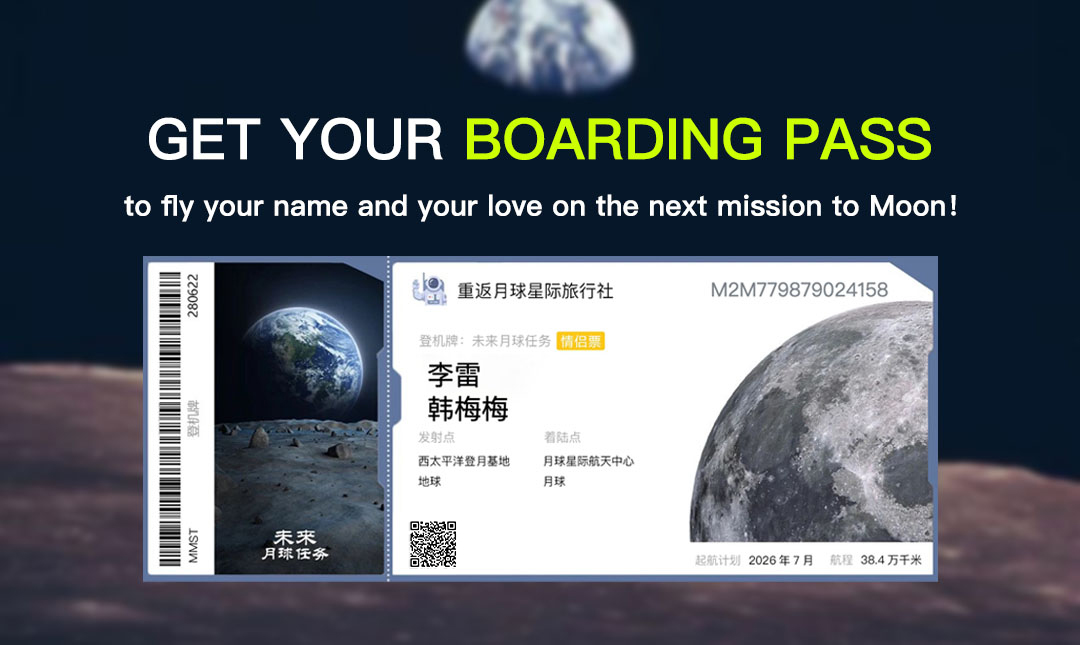 GET YOUR BOARDING PASS
to fly your name and your love on the next mission to Moon!
280622
登机牌
MMST
未来
月球任务
重返月球星际旅行社
M2M779879024158
登机牌：未来月球任务 情侣票
李雷
韩梅梅
发射点 着陆点
西太平洋登月基地 月球星际航天中心
地球 月球
起航计划 2026 年 7 月 航程 38.4 万千米